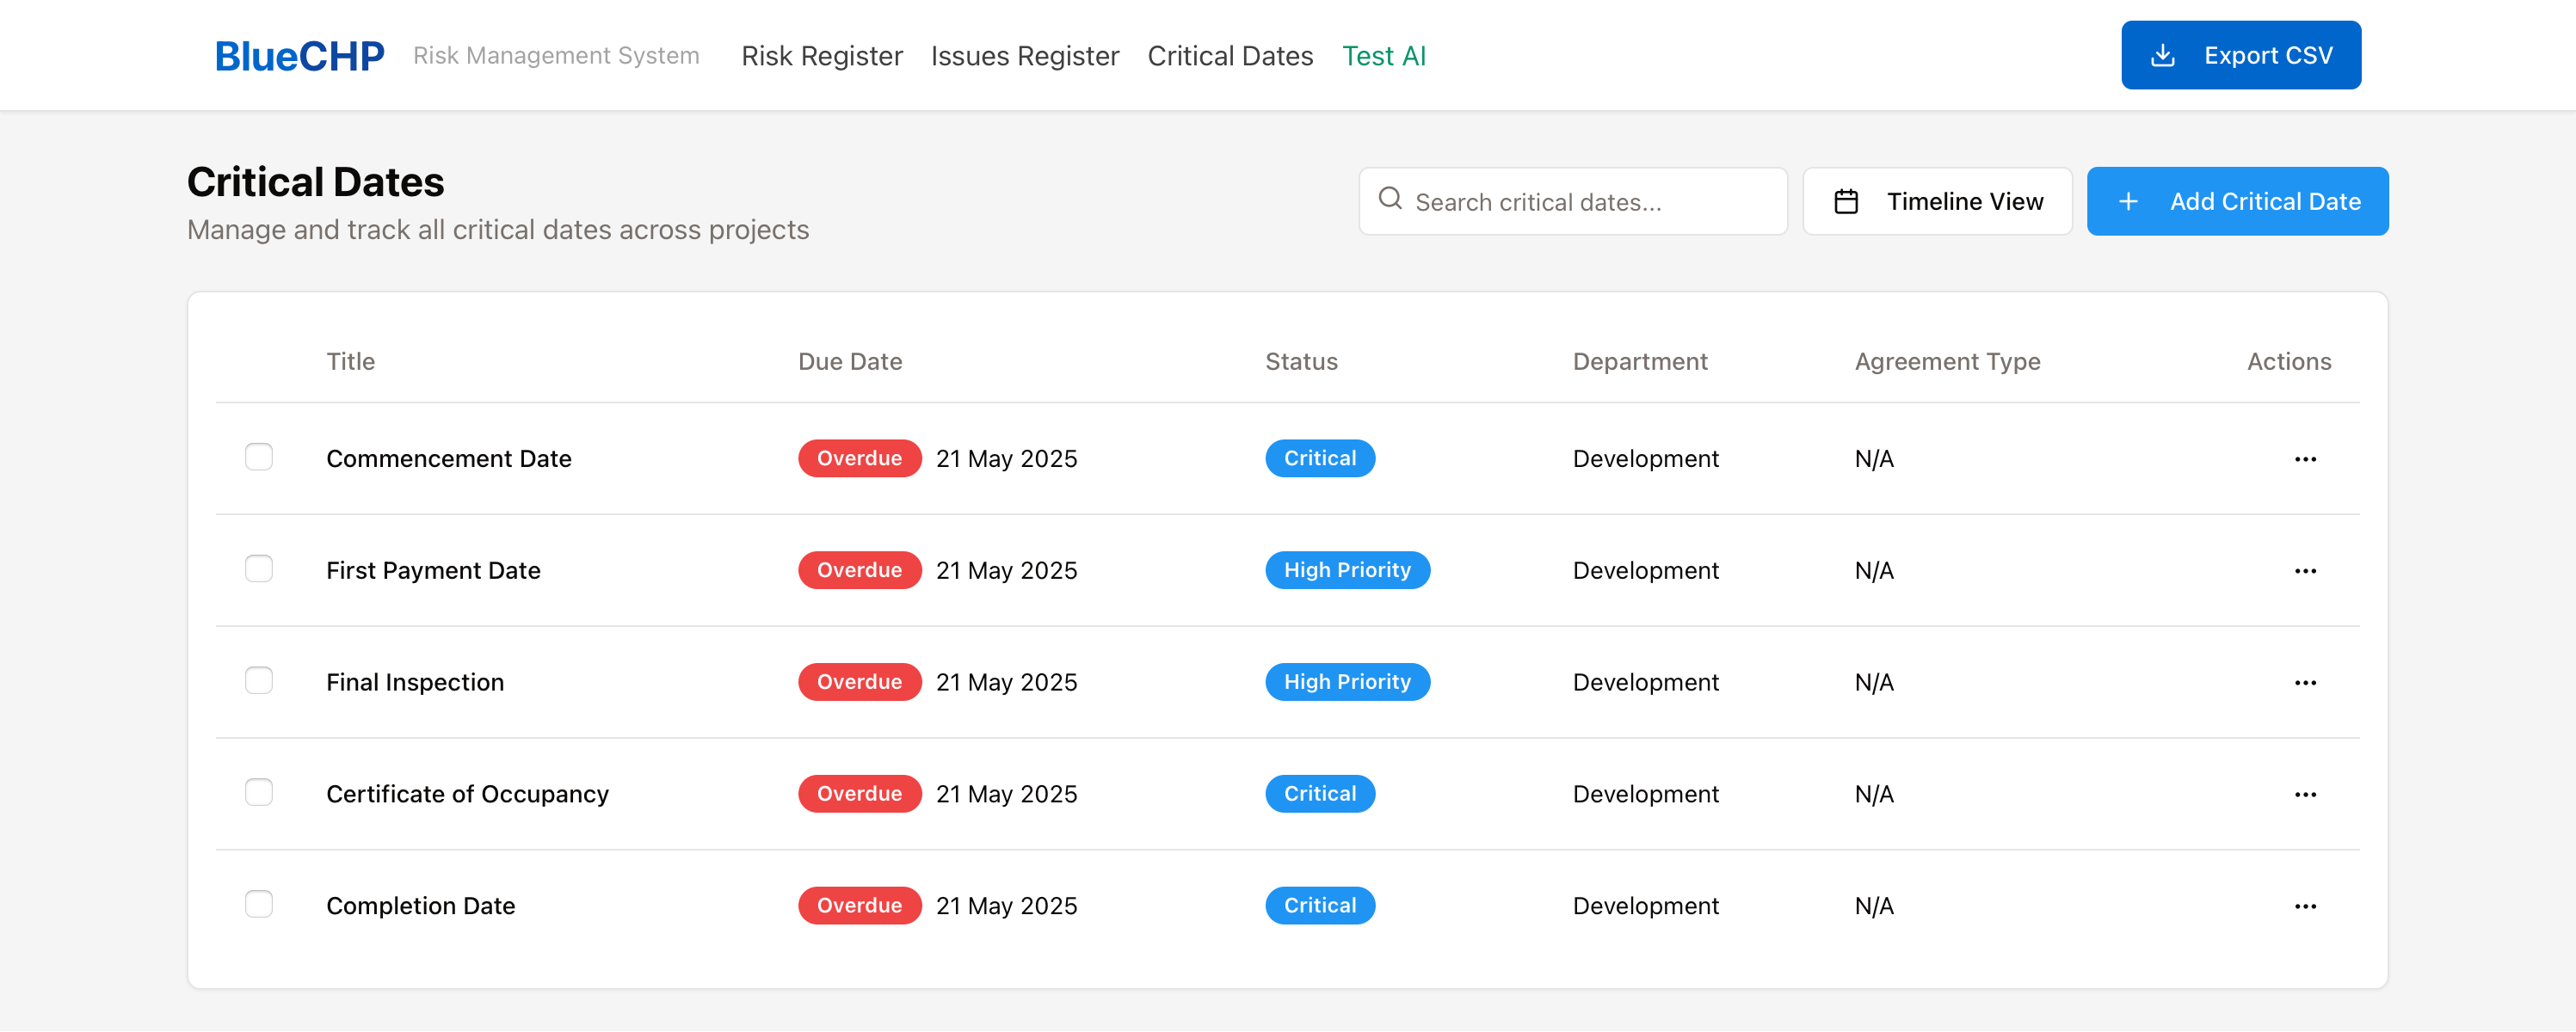 BlueCHP Risk Management System Risk Register Issues Register Critical Dates Test AI Export CSV
Critical Dates
Manage and track all critical dates across projects
Search critical dates... Timeline View + Add Critical Date
Title Due Date Status Department Agreement Type Actions
Commencement Date Overdue 21 May 2025 Critical Development N/A ...
First Payment Date Overdue 21 May 2025 High Priority Development N/A ...
Final Inspection Overdue 21 May 2025 High Priority Development N/A ...
Certificate of Occupancy Overdue 21 May 2025 Critical Development N/A ...
Completion Date Overdue 21 May 2025 Critical Development N/A ...